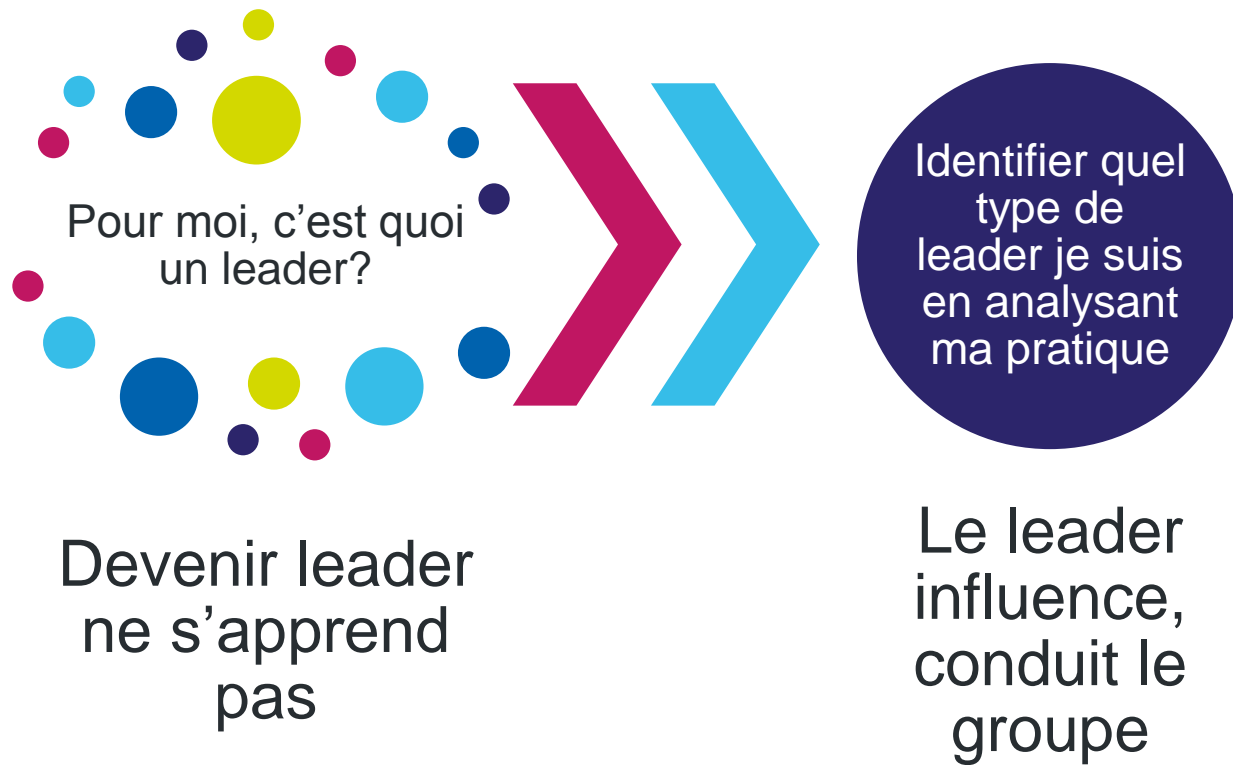 Pour moi, c’est quoi
un leader?
Identifier quel
type de
leader je suis
en analysant
ma pratique
Devenir leader
ne s’apprend
pas
Le leader
influence,
conduit le
groupe